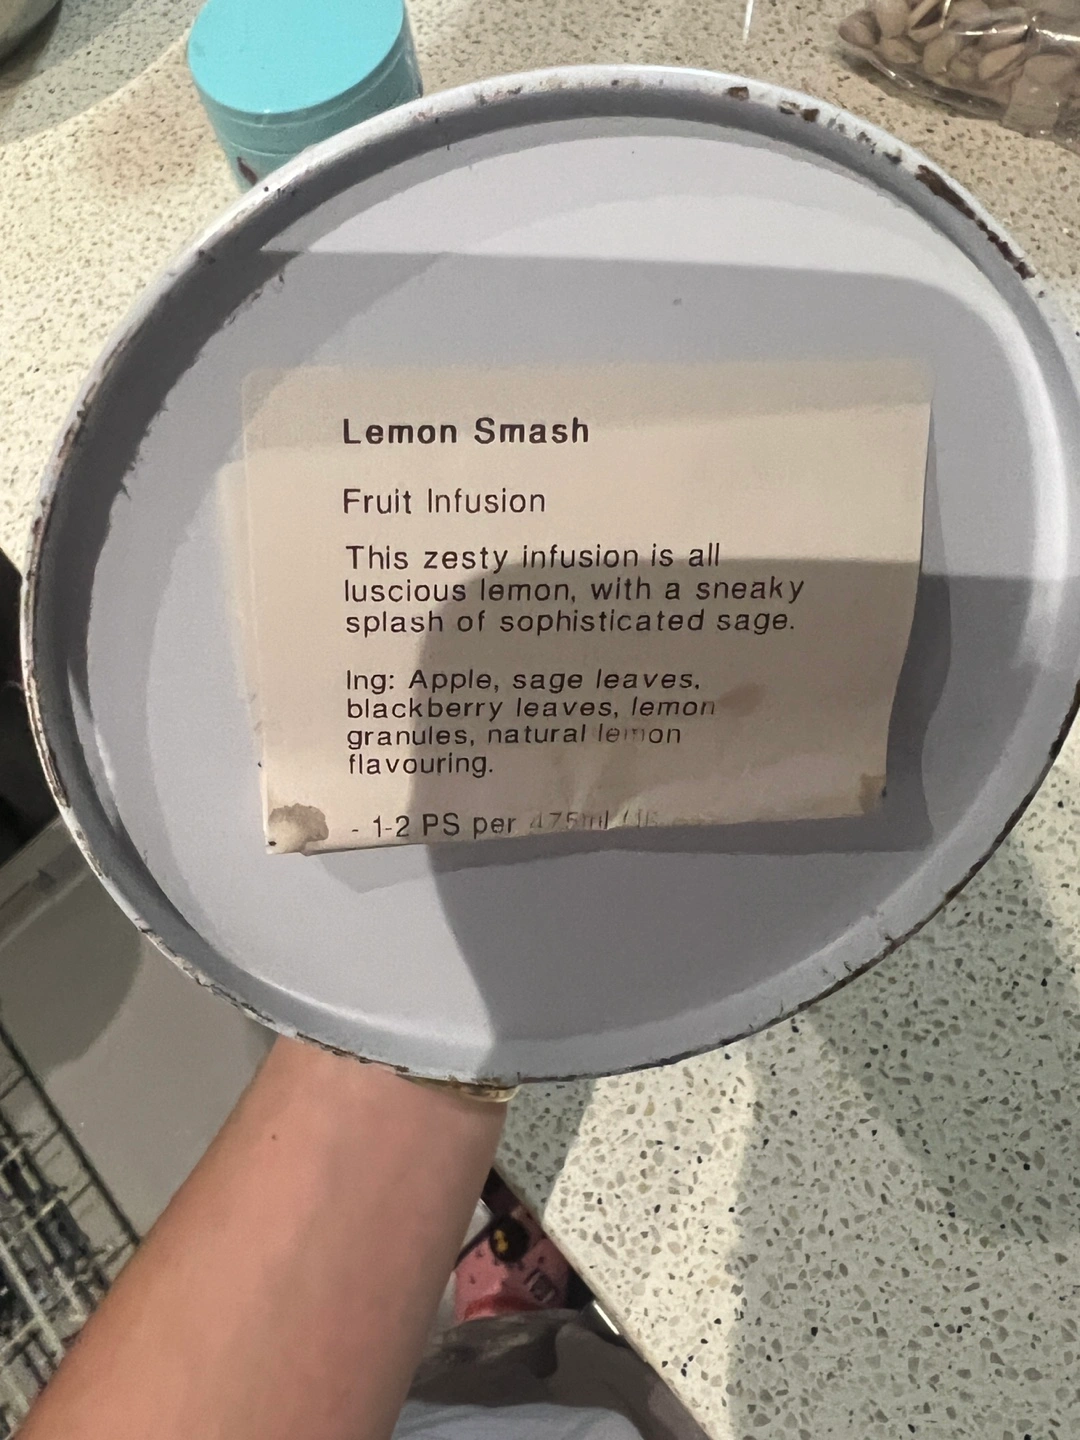 Lemon Smash
Fruit Infusion
This zesty infusion is all
luscious lemon, with a sneaky
splash of sophisticated sage.
Ing: Apple, sage leaves,
blackberry leaves, lemon
granules, natural lemon
flavouring.
- 1-2 PS per 475ml